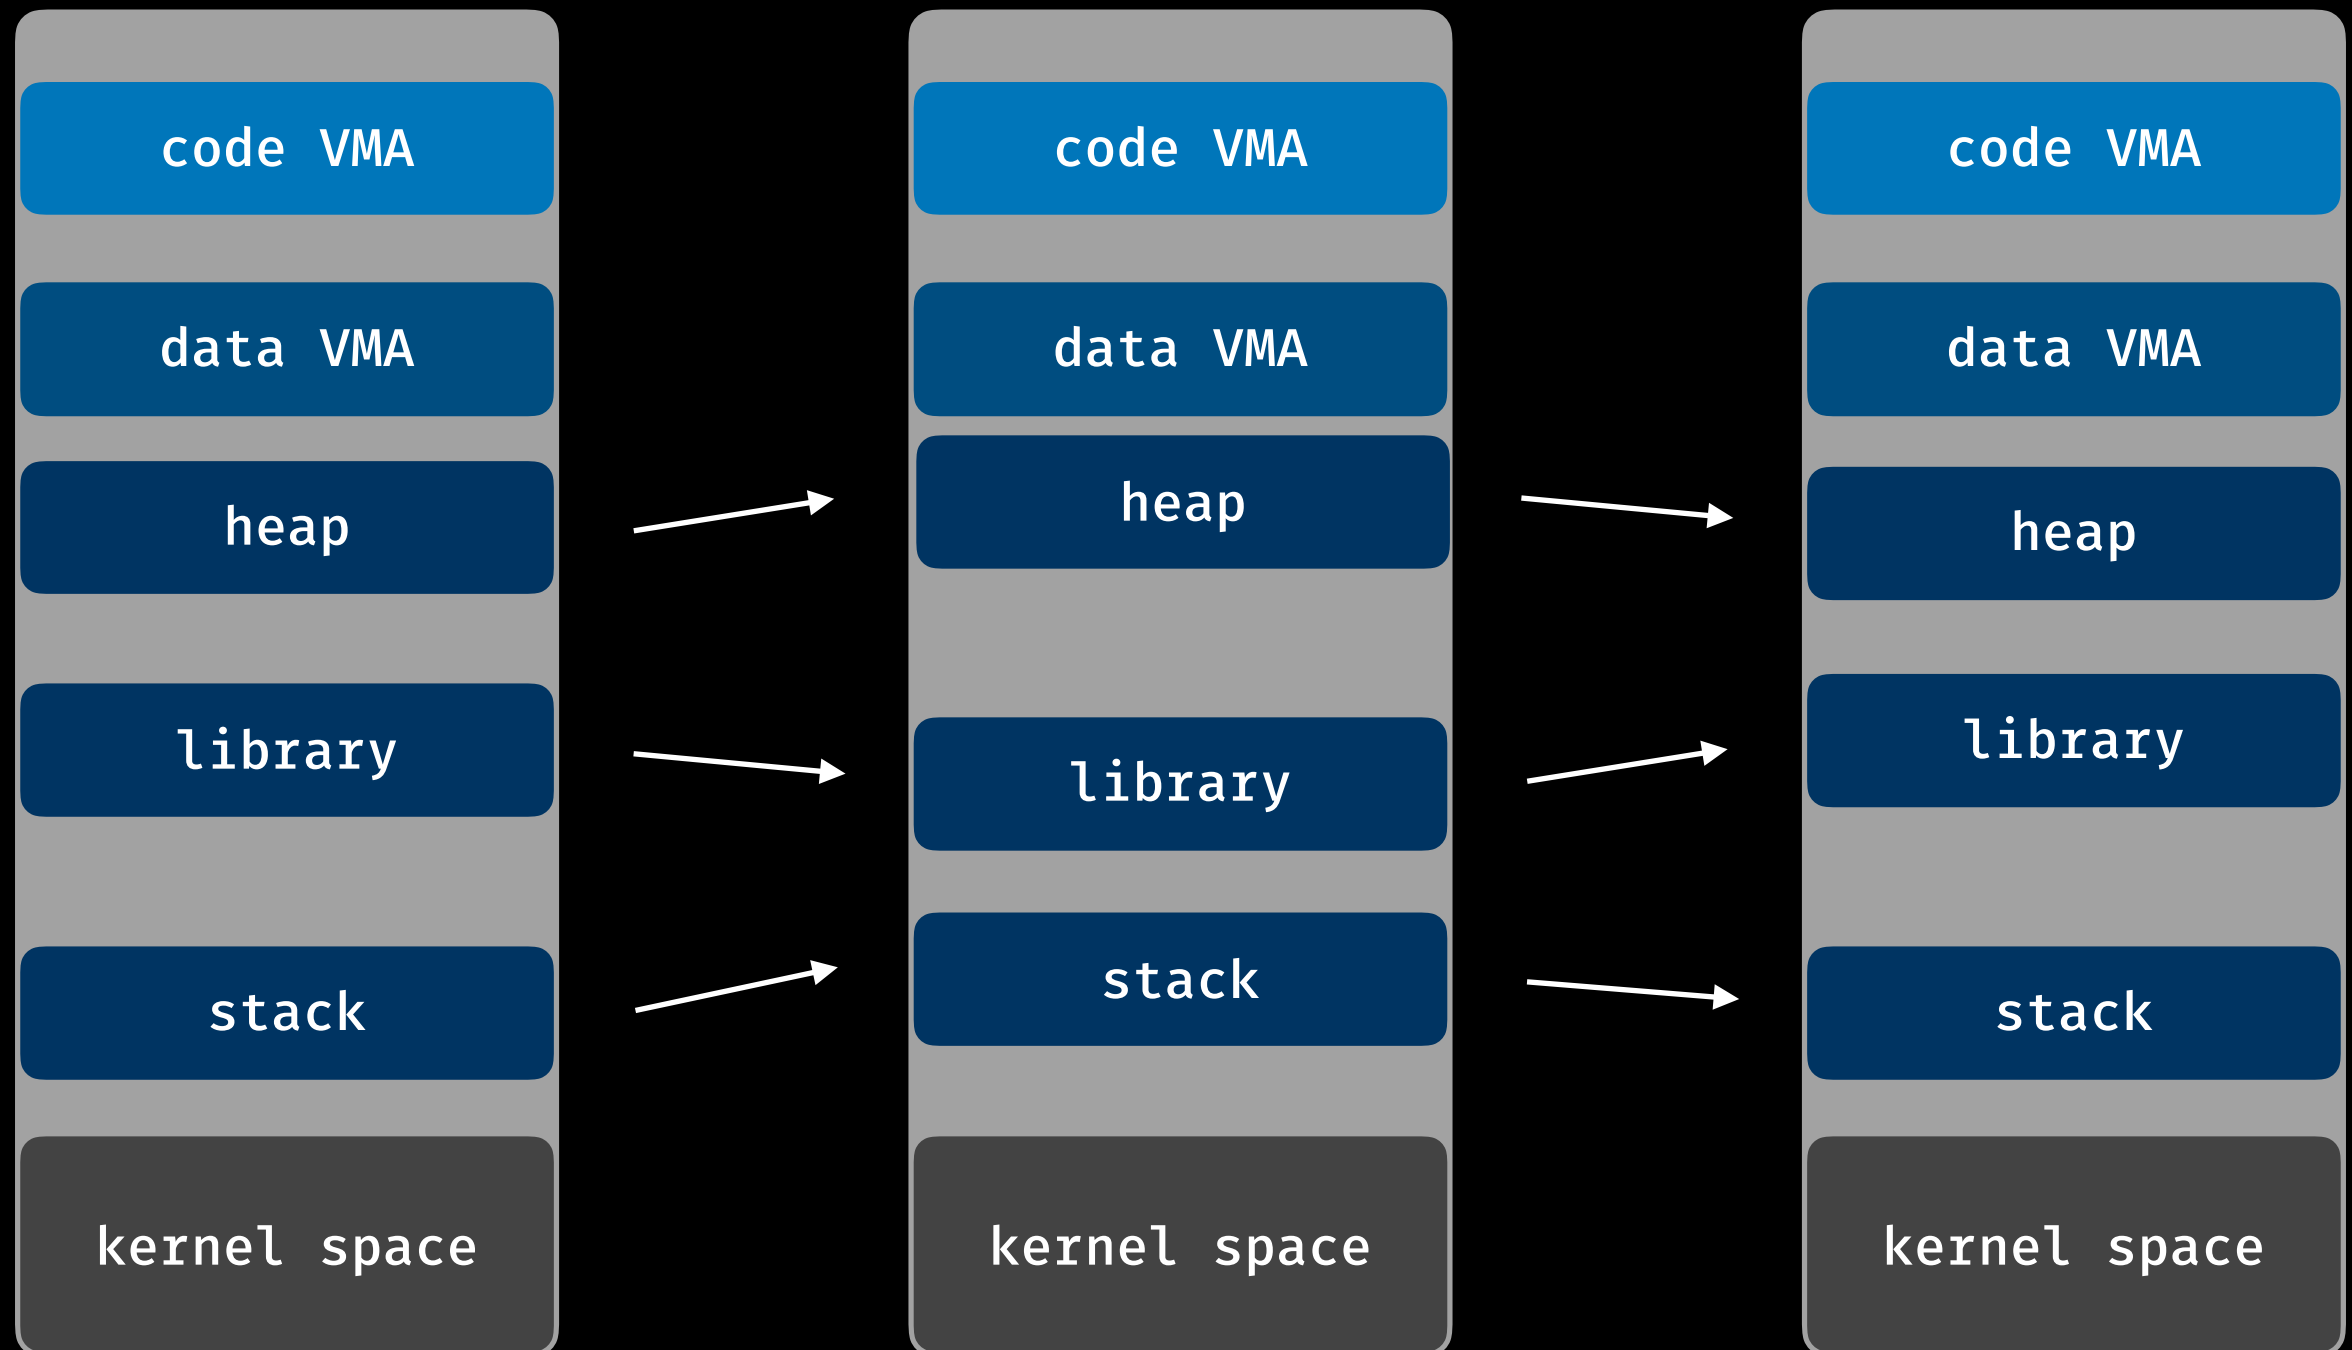 code VMA
data VMA
heap
library
stack
kernel space
code VMA
data VMA
heap
library
stack
kernel space
code VMA
data VMA
heap
library
stack
kernel space